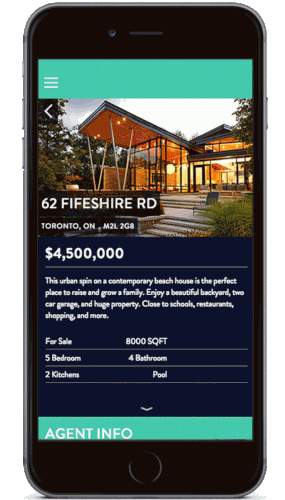 62 FIFESHIRE RD
TORONTO, ON , M2L 2G8
$4,500,000
This urban spin on a contemporary beach house is the perfect
place to raise and grow a family. Enjoy a beautiful backyard, two
car garage, and huge property. Close to schools, restaurants,
shopping, and more.
For Sale 8000 SQFT
5 Bedroom 4 Bathroom
2 Kitchens Pool
AGENT INFO